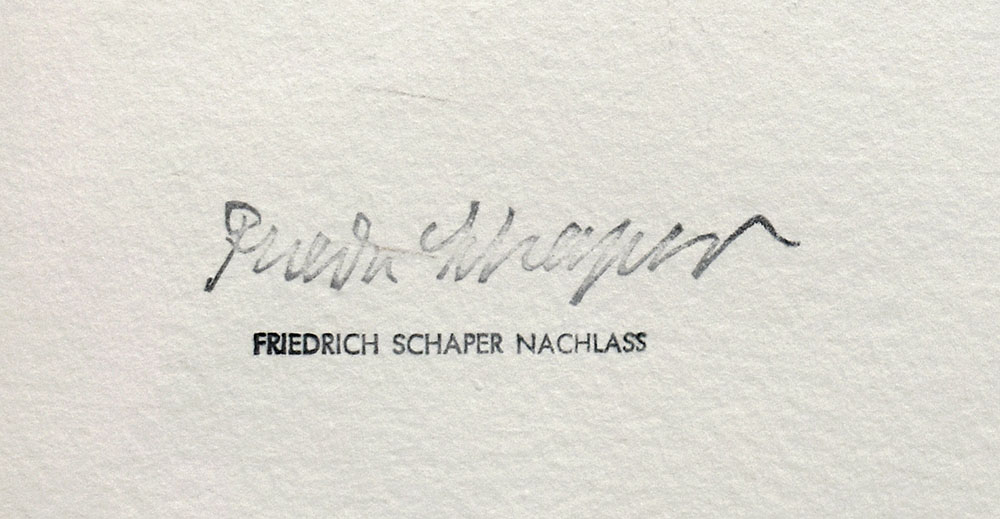 Friedr Schaper
FRIEDRICH SCHAPER NACHLASS